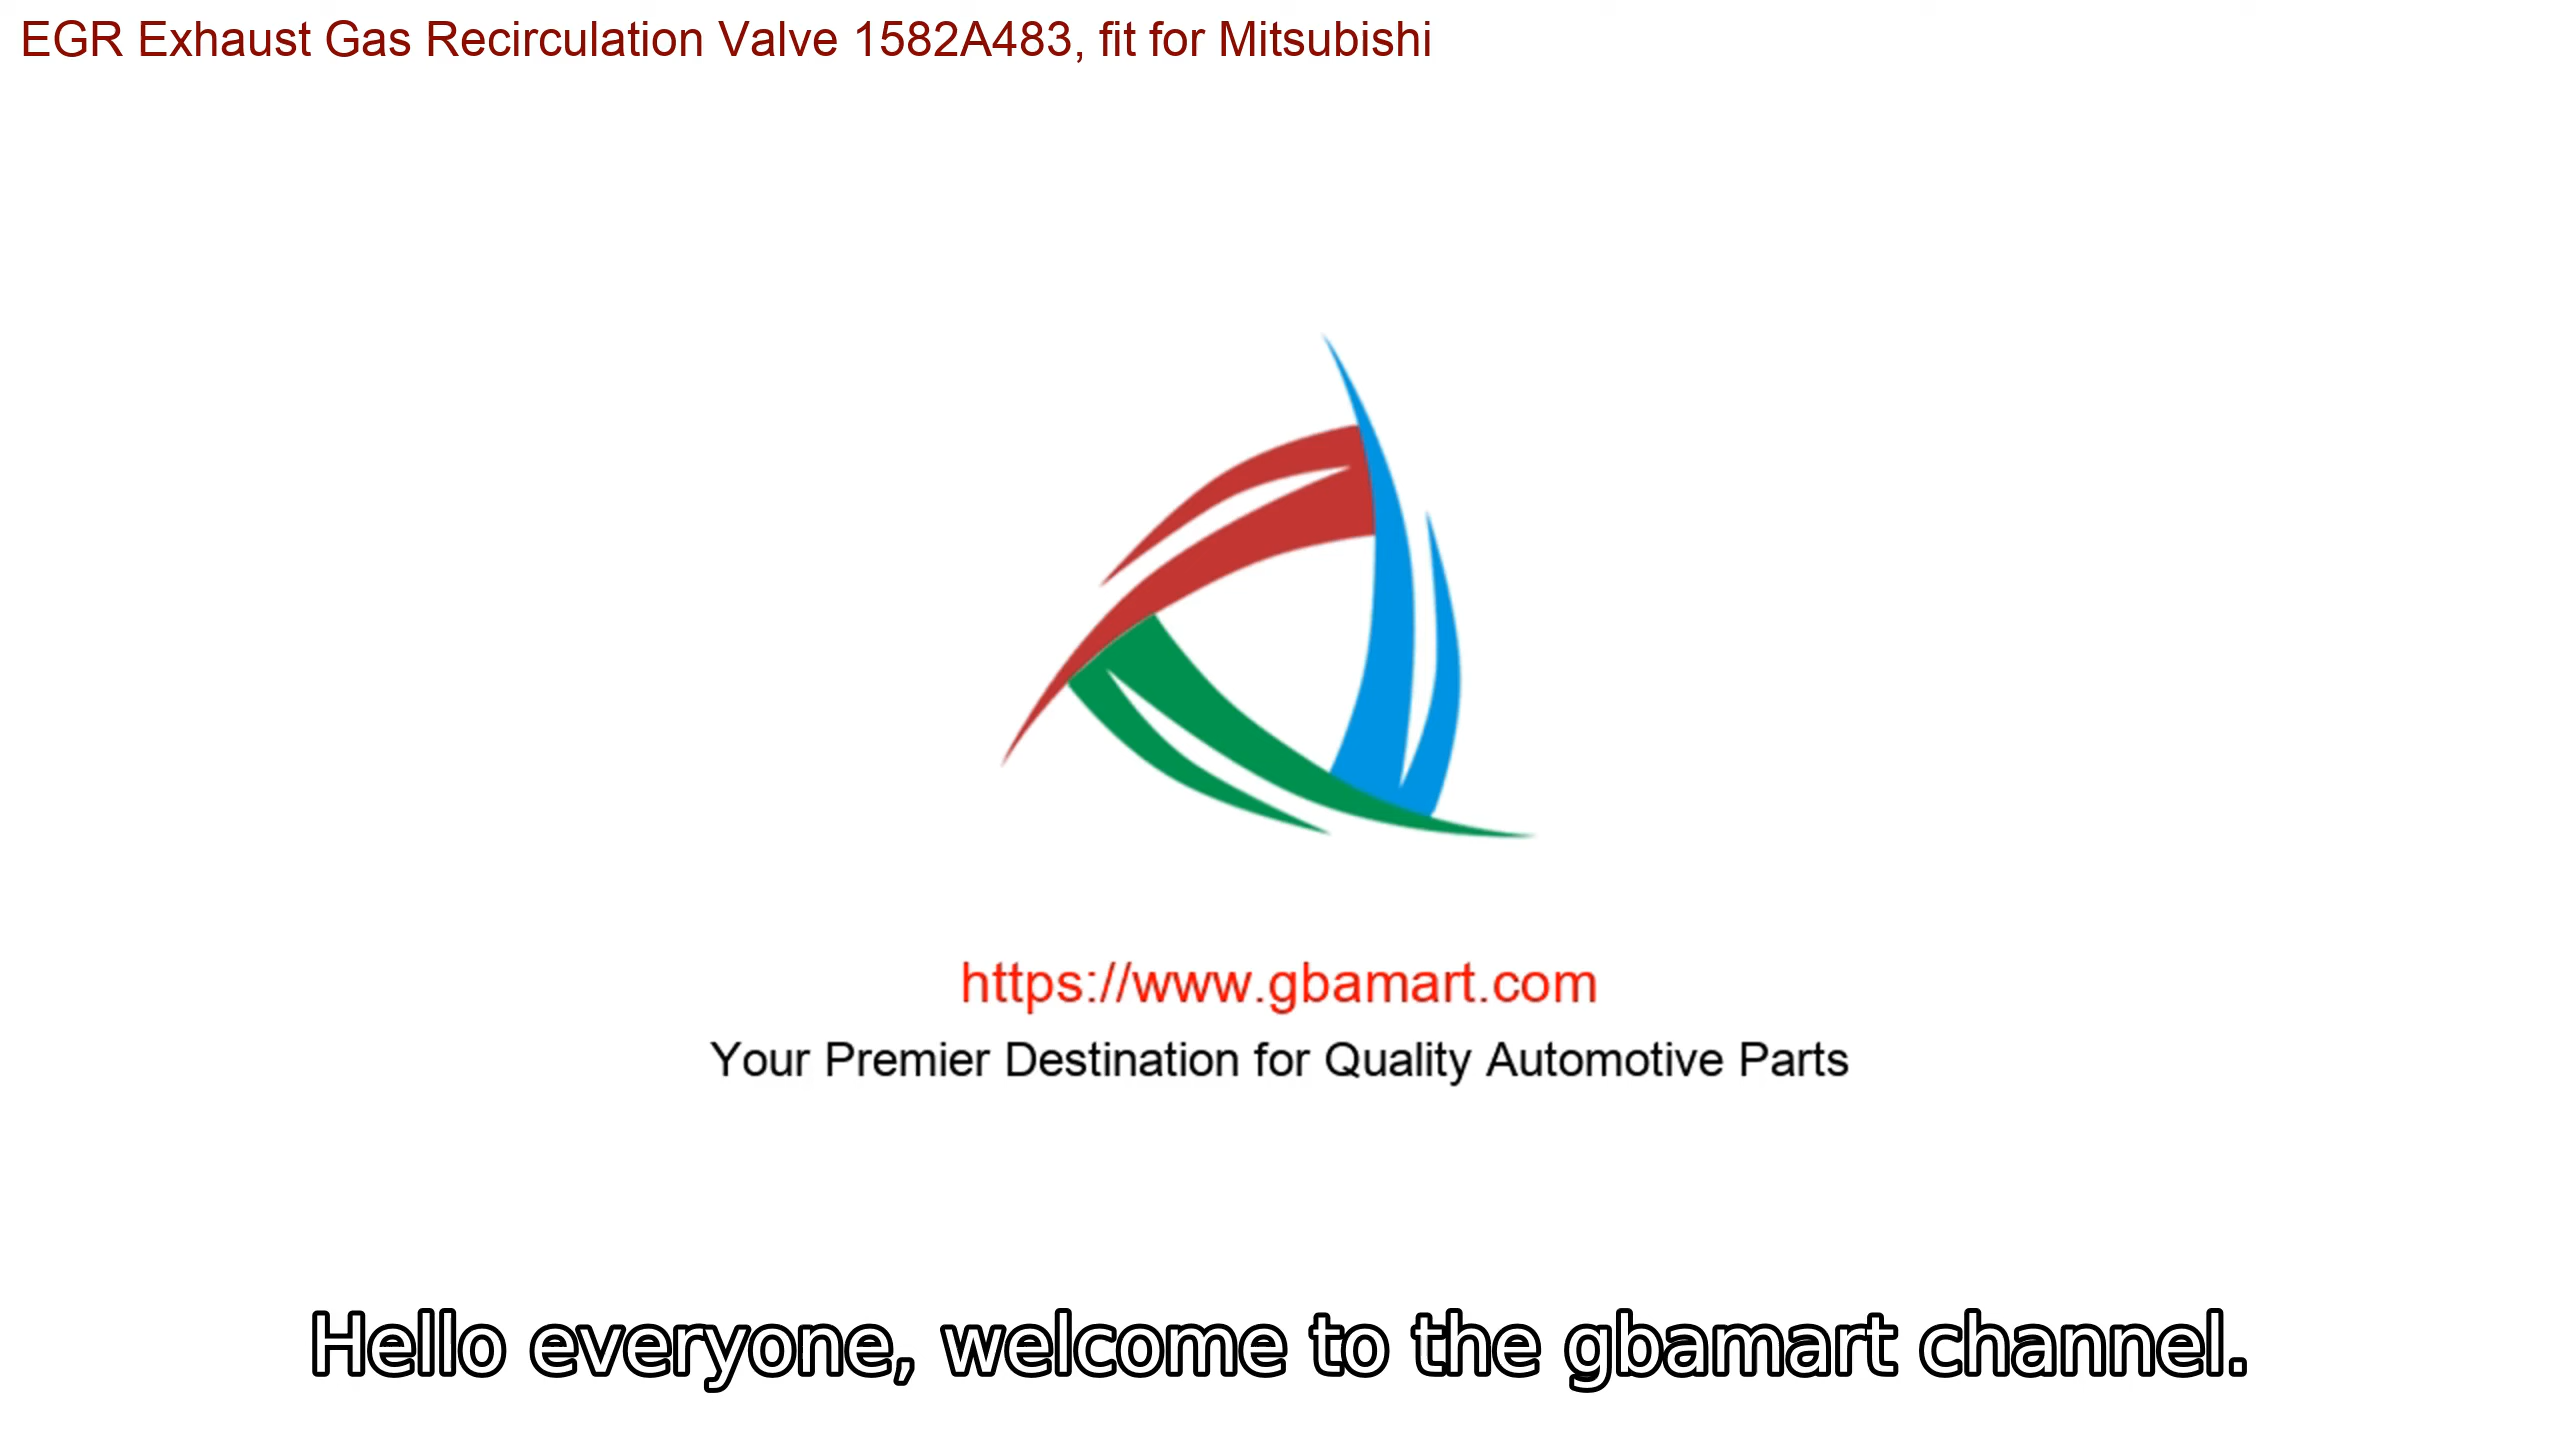 EGR Exhaust Gas Recirculation Valve 1582A483, fit for Mitsubishi
https://www.gbamart.com
Your Premier Destination for Quality Automotive Parts
Hello everyone, welcome to the gbamart channel.